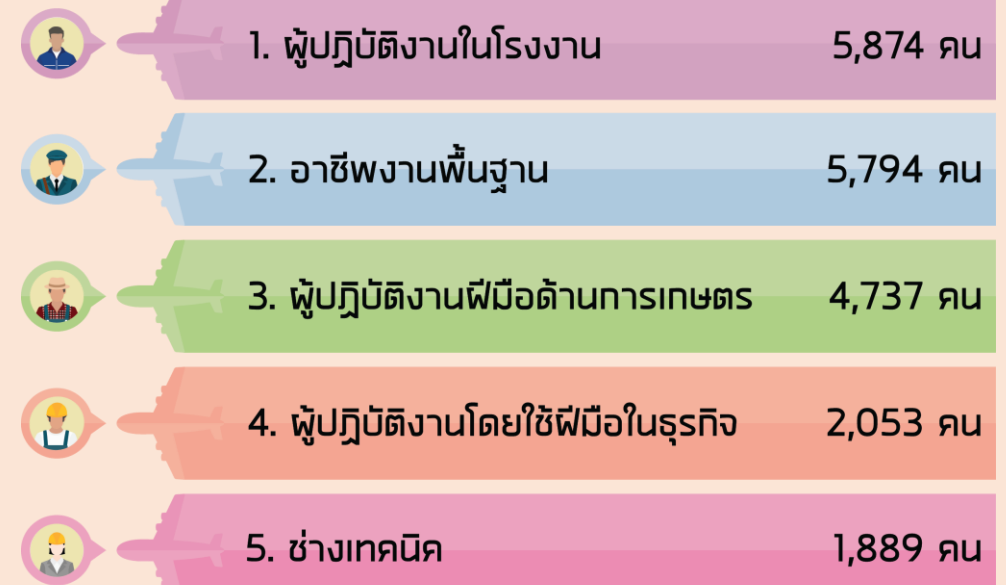 1. ผู้ปฏิบัติงานในโรงงาน 5,874 คน
2. อาชีพงานพื้นฐาน 5,794 คน
3. ผู้ปฏิบัติงานฝีมือด้านการเกษตร 4,737 คน
4. ผู้ปฏิบัติงานโดยใช้ฝีมือในธุรกิจ 2,053 คน
5. ช่างเทคนิค 1,889 คน